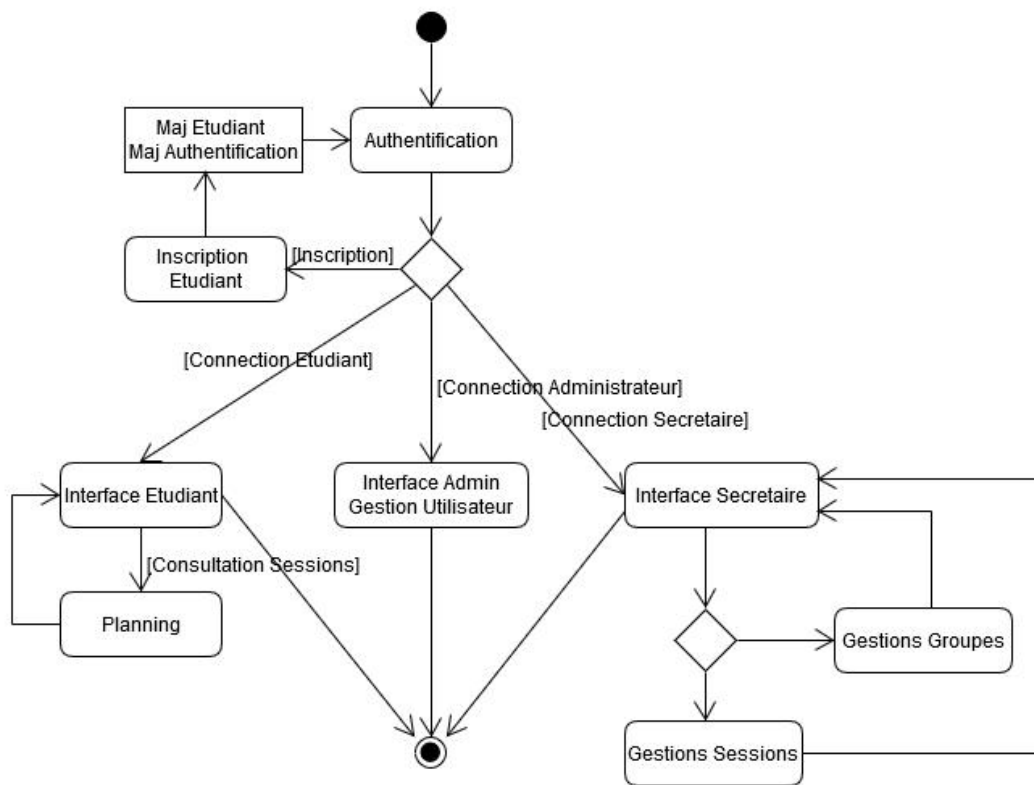 Maj Etudiant
Maj Authentification
Authentification
Inscription
Etudiant
[Inscription]
[Connection Etudiant]
[Connection Administrateur]
[Connection Secretaire]
Interface Etudiant
Interface Admin
Gestion Utilisateur
Interface Secretaire
[Consultation Sessions]
Planning
Gestions Groupes
Gestions Sessions